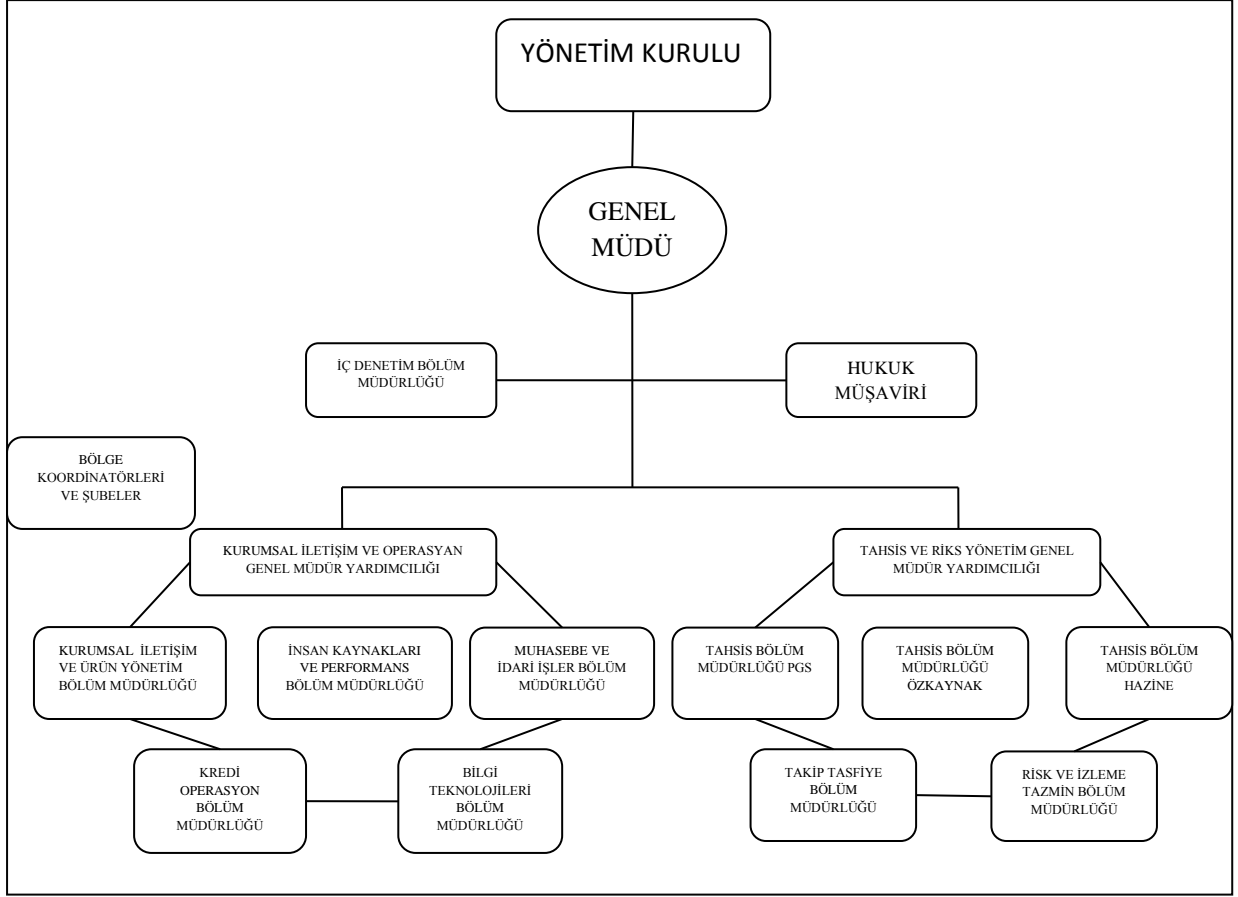 YÖNETİM KURULU
GENEL
MÜDÜ
İÇ DENETİM BÖLÜM
MÜDÜRLÜĞÜ
HUKUK
MÜŞAVİRİ
BÖLGE
KOORDİNATÖRLERİ
VE ŞUBELER
KURUMSAL İLETİŞİM VE OPERASYAN
GENEL MÜDÜR YARDIMCILIĞI
TAHSİS VE RİKS YÖNETİM GENEL
MÜDÜR YARDIMCILIĞI
KURUMSAL İLETİŞİM
VE ÜRÜN YÖNETİM
BÖLÜM MÜDÜRLÜĞÜ
İNSAN KAYNAKLARI
VE PERFORMANS
BÖLÜM MÜDÜRLÜĞÜ
MUHASEBE VE
İDARİ İŞLER BÖLÜM
MÜDÜRLÜĞÜ
TAHSİS BÖLÜM
MÜDÜRLÜĞÜ PGS
TAHSİS BÖLÜM
MÜDÜRLÜĞÜ
ÖZKAYNAK
TAHSİS BÖLÜM
MÜDÜRLÜĞÜ
HAZİNE
KREDİ
OPERASYON
BÖLÜM
MÜDÜRLÜĞÜ
BİLGİ
TEKNOLOJİLERİ
BÖLÜM
MÜDÜRLÜĞÜ
TAKİP TASFİYE
BÖLÜM
MÜDÜRLÜĞÜ
RİSK VE İZLEME
TAZMİN BÖLÜM
MÜDÜRLÜĞÜ